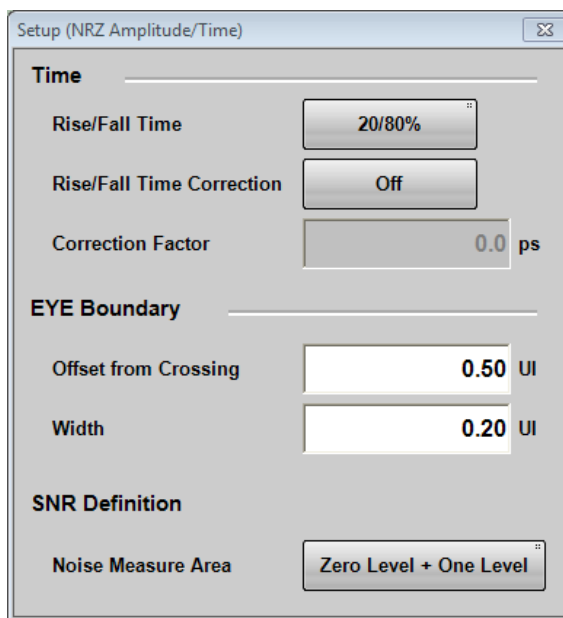 Setup (NRZ Amplitude/Time)
Time
Rise/Fall Time 20/80%
Rise/Fall Time Correction Off
Correction Factor 0.0 ps
EYE Boundary
Offset from Crossing 0.50 UI
Width 0.20 UI
SNR Definition
Noise Measure Area Zero Level + One Level